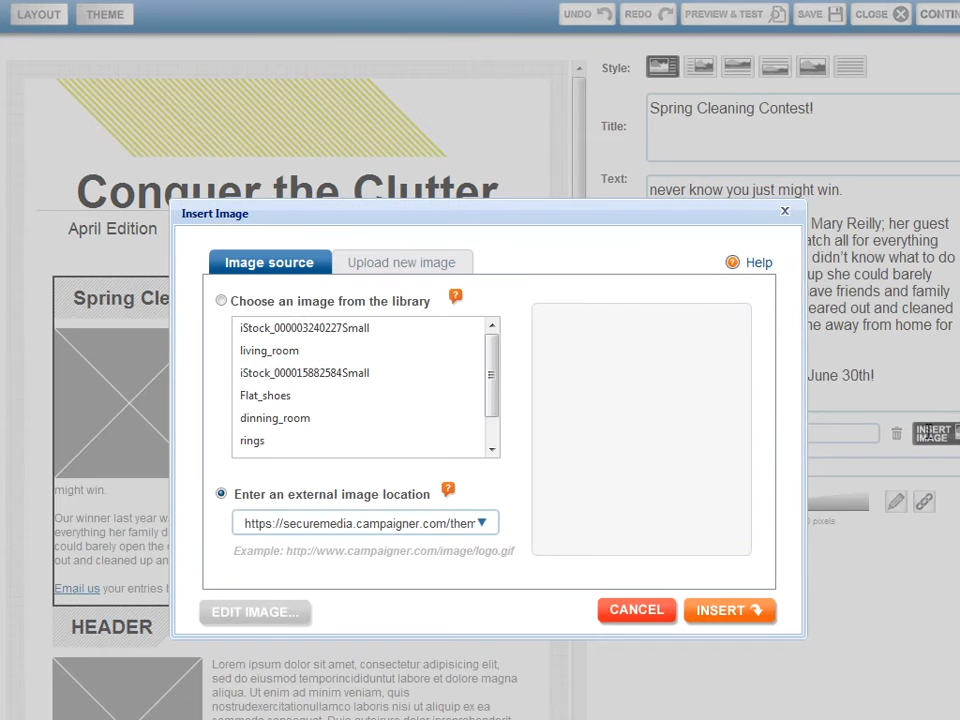 LAYOUT
THEME
UNDO
REDO
PREVIEW & TEST
SAVE
CLOSE
CONTIN
Style:
Title:
Spring Cleaning Contest!
Text:
never know you just might win.
Mary Reilly; her guest
atch all for everything
didn't know what to do
up she could barely
ave friends and family
eared out and cleaned
me away from home for
June 30th!
INSERT
IMAGE
pixels
Conquer the Clutter
April Edition
Spring Cle
might win.
Our winner last year w
everything her family d
could barely open the
out and cleaned up an
Email us your entries
HEADER
Lorem ipsum dolor sit amet, consectetur adipisicing elit,
sed do eiusmod temporincididuntut labore et dolore magna
aliqua. Ut enim ad minim veniam, quis
nostrudexercitationullamco laboris nisi ut aliquip ex ea
Insert Image
Image source
Upload new image
Help
Choose an image from the library
iStock_000003240227Small
living_room
iStock_000015882584Small
Flat_shoes
dinning_room
rings
Enter an external image location
https://securemedia.campaigner.com/them
Example: http://www.campaigner.com/image/logo.gif
EDIT IMAGE...
CANCEL
INSERT